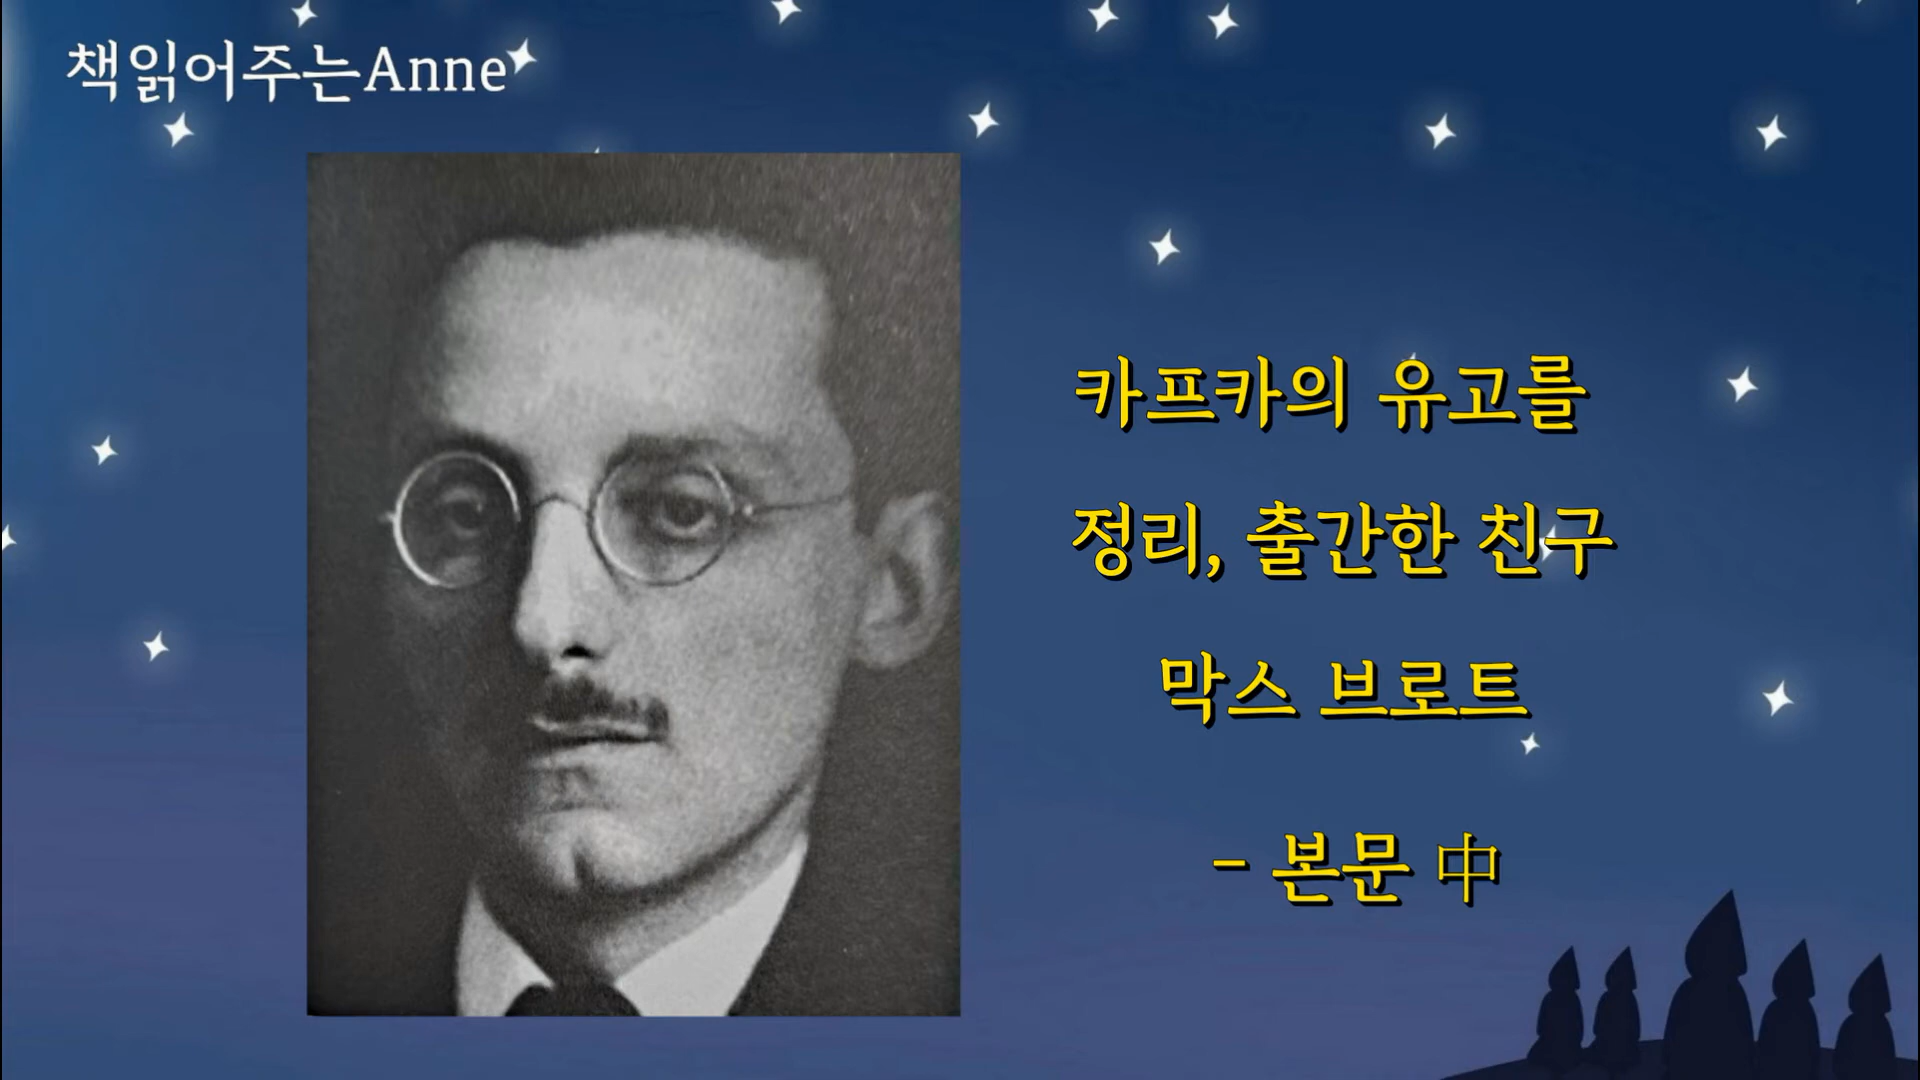 책읽어주는Anne
카프카의 유고를
정리, 출간한 친구
막스 브로트
- 본문 中